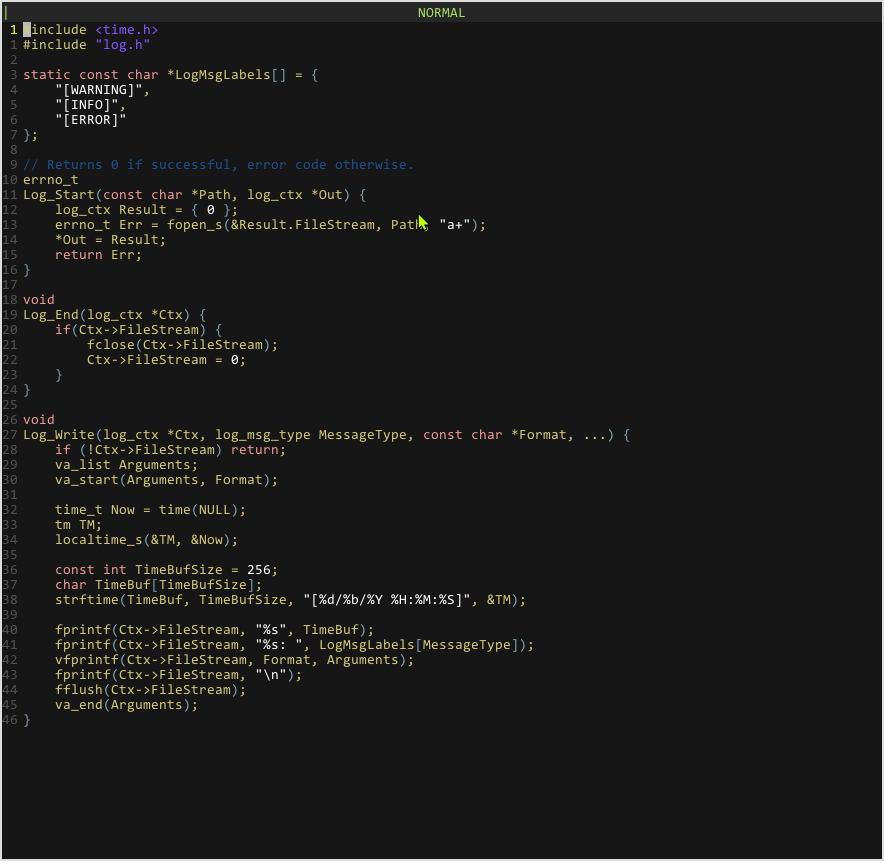 NORMAL
1 #include <time.h>
1 #include "log.h"
2
3 static const char *LogMsgLabels[] = {
4     "[WARNING]",
5     "[INFO]",
6     "[ERROR]"
7 };
8
9 // Returns 0 if successful, error code otherwise.
10 errno_t
11 Log_Start(const char *Path, log_ctx *Out) {
12     log_ctx Result = { 0 };
13     errno_t Err = fopen_s(&Result.FileStream, Path, "a+");
14     *Out = Result;
15     return Err;
16 }
17
18 void
19 Log_End(log_ctx *Ctx) {
20     if(Ctx->FileStream) {
21         fclose(Ctx->FileStream);
22         Ctx->FileStream = 0;
23     }
24 }
25
26 void
27 Log_Write(log_ctx *Ctx, log_msg_type MessageType, const char *Format, ...) {
28     if (!Ctx->FileStream) return;
29     va_list Arguments;
30     va_start(Arguments, Format);
31
32     time_t Now = time(NULL);
33     tm TM;
34     localtime_s(&TM, &Now);
35
36     const int TimeBufSize = 256;
37     char TimeBuf[TimeBufSize];
38     strftime(TimeBuf, TimeBufSize, "[%d/%b/%Y %H:%M:%S]", &TM);
39
40     fprintf(Ctx->FileStream, "%s", TimeBuf);
41     fprintf(Ctx->FileStream, "%s: ", LogMsgLabels[MessageType]);
42     vfprintf(Ctx->FileStream, Format, Arguments);
43     fprintf(Ctx->FileStream, "\n");
44     fflush(Ctx->FileStream);
45     va_end(Arguments);
46 }